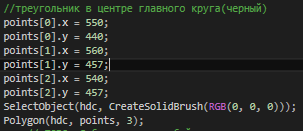 //треугольник в центре главного круга(черный)
points[0].x = 550;
points[0].y = 440;
points[1].x = 560;
points[1].y = 457;
points[2].x = 540;
points[2].y = 457;
SelectObject(hdc, CreateSolidBrush(RGB(0, 0, 0)));
Polygon(hdc, points, 3);